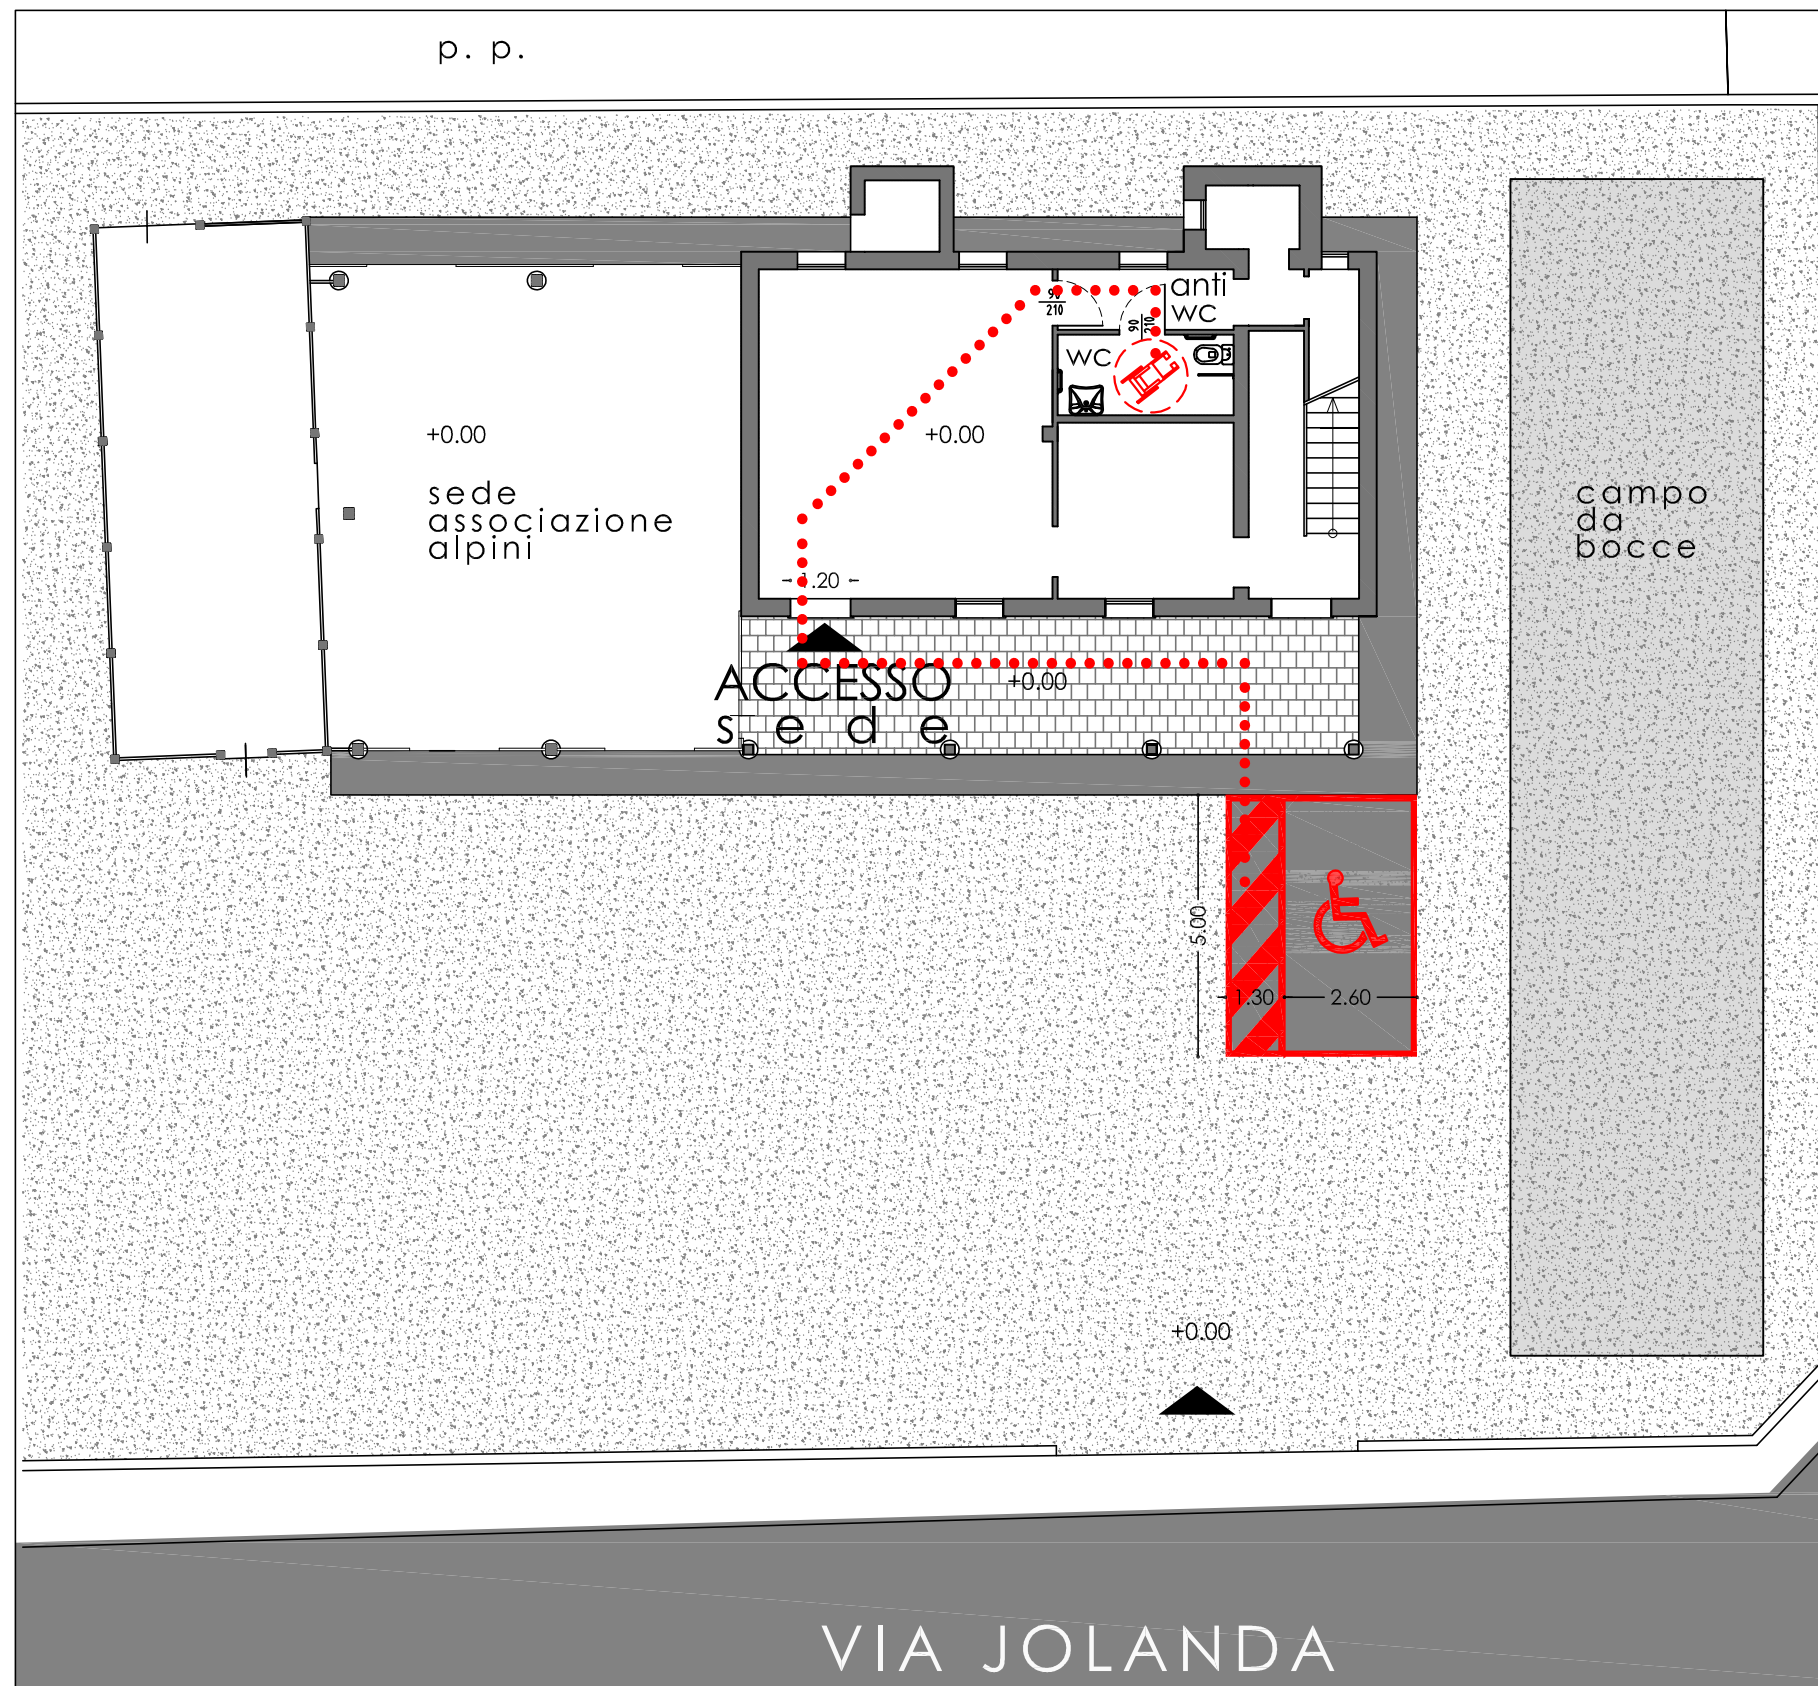 p. p.
anti
wc
90
210
90
210
wc
+0.00
+0.00
sede
associazione
alpini
campo
da
bocce
1.20
ACCESSO
sede
+0.00
5.00
1.30
2.60
+0.00
VIA JOLANDA